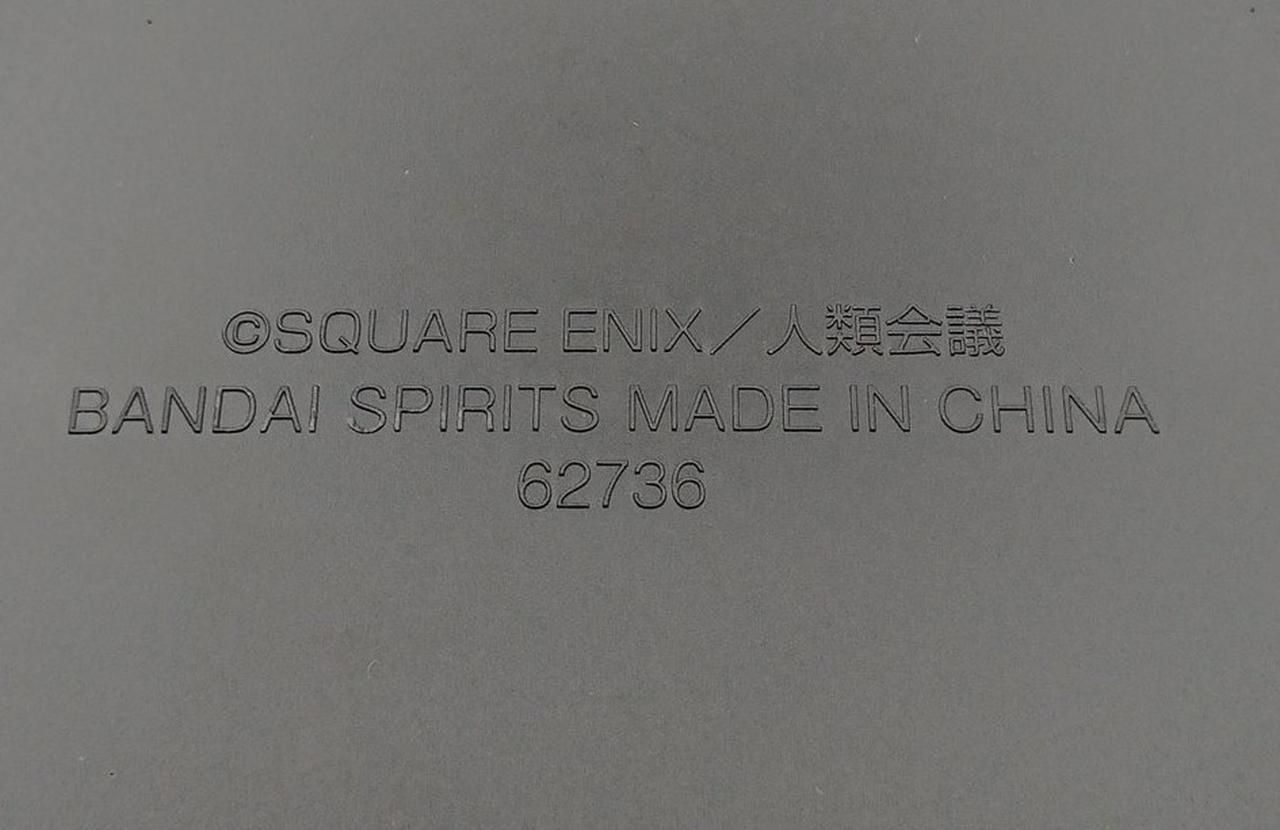 ©SQUARE ENIX／人類会議
BANDAI SPIRITS MADE IN CHINA
62736